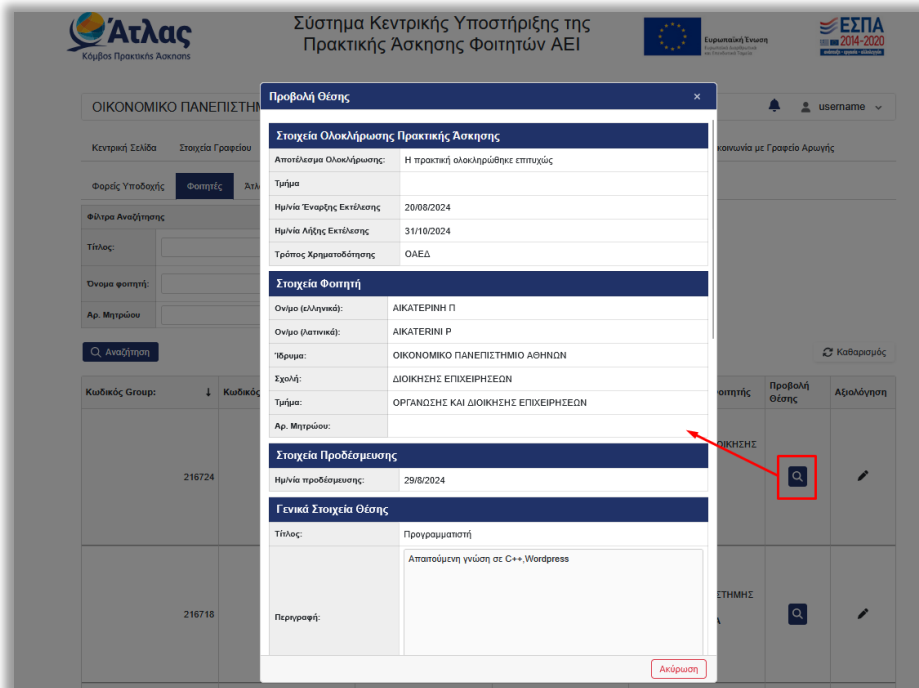 Άτλας
Κόμβος Πρακτικής Άσκησης
Σύστημα Κεντρικής Υποστήριξης της
Πρακτικής Άσκησης Φοιτητών ΑΕΙ
Ευρωπαϊκή Ένωση
ΕΣΠΑ
2014-2020
ΟΙΚΟΝΟΜΙΚΟ ΠΑΝΕΠΙΣΤΗΜ
username
Κεντρική Σελίδα Στοιχεία Γραφείου κοινωνία με Γραφείο Αρωγής
Φορείς Υποδοχής Φοιτητές Άτλ
Φίλτρα Αναζήτησης
Τίτλος:
Όνομα φοιτητή:
Αρ. Μητρώου
Αναζήτηση Καθαρισμός
Κωδικός Group: Κωδικός οιτητής Προβολή Θέσης Αξιολόγηση
ΟΙΚΗΣΗΣ
216724
ΣΤΗΜΗΣ
216718
Προβολή Θέσης ×
Στοιχεία Ολοκλήρωσης Πρακτικής Άσκησης
Αποτέλεσμα Ολοκλήρωσης: Η πρακτική ολοκληρώθηκε επιτυχώς
Τμήμα
Ημ/νία Έναρξης Εκτέλεσης 20/08/2024
Ημ/νία Λήξης Εκτέλεσης 31/10/2024
Τρόπος Χρηματοδότησης ΟΑΕΔ
Στοιχεία Φοιτητή
Ον/μο (ελληνικά): ΑΙΚΑΤΕΡΙΝΗ Π
Ον/μο (λατινικά): AIKATERINI P
Ίδρυμα: ΟΙΚΟΝΟΜΙΚΟ ΠΑΝΕΠΙΣΤΗΜΙΟ ΑΘΗΝΩΝ
Σχολή: ΔΙΟΙΚΗΣΗΣ ΕΠΙΧΕΙΡΗΣΕΩΝ
Τμήμα: ΟΡΓΑΝΩΣΗΣ ΚΑΙ ΔΙΟΙΚΗΣΗΣ ΕΠΙΧΕΙΡΗΣΕΩΝ
Αρ. Μητρώου:
Στοιχεία Προδέσμευσης
Ημ/νία προδέσμευσης: 29/8/2024
Γενικά Στοιχεία Θέσης
Τίτλος: Προγραμματιστή
Απαιτούμενη γνώση σε C++,Wordpress
Περιγραφή:
Ακύρωση